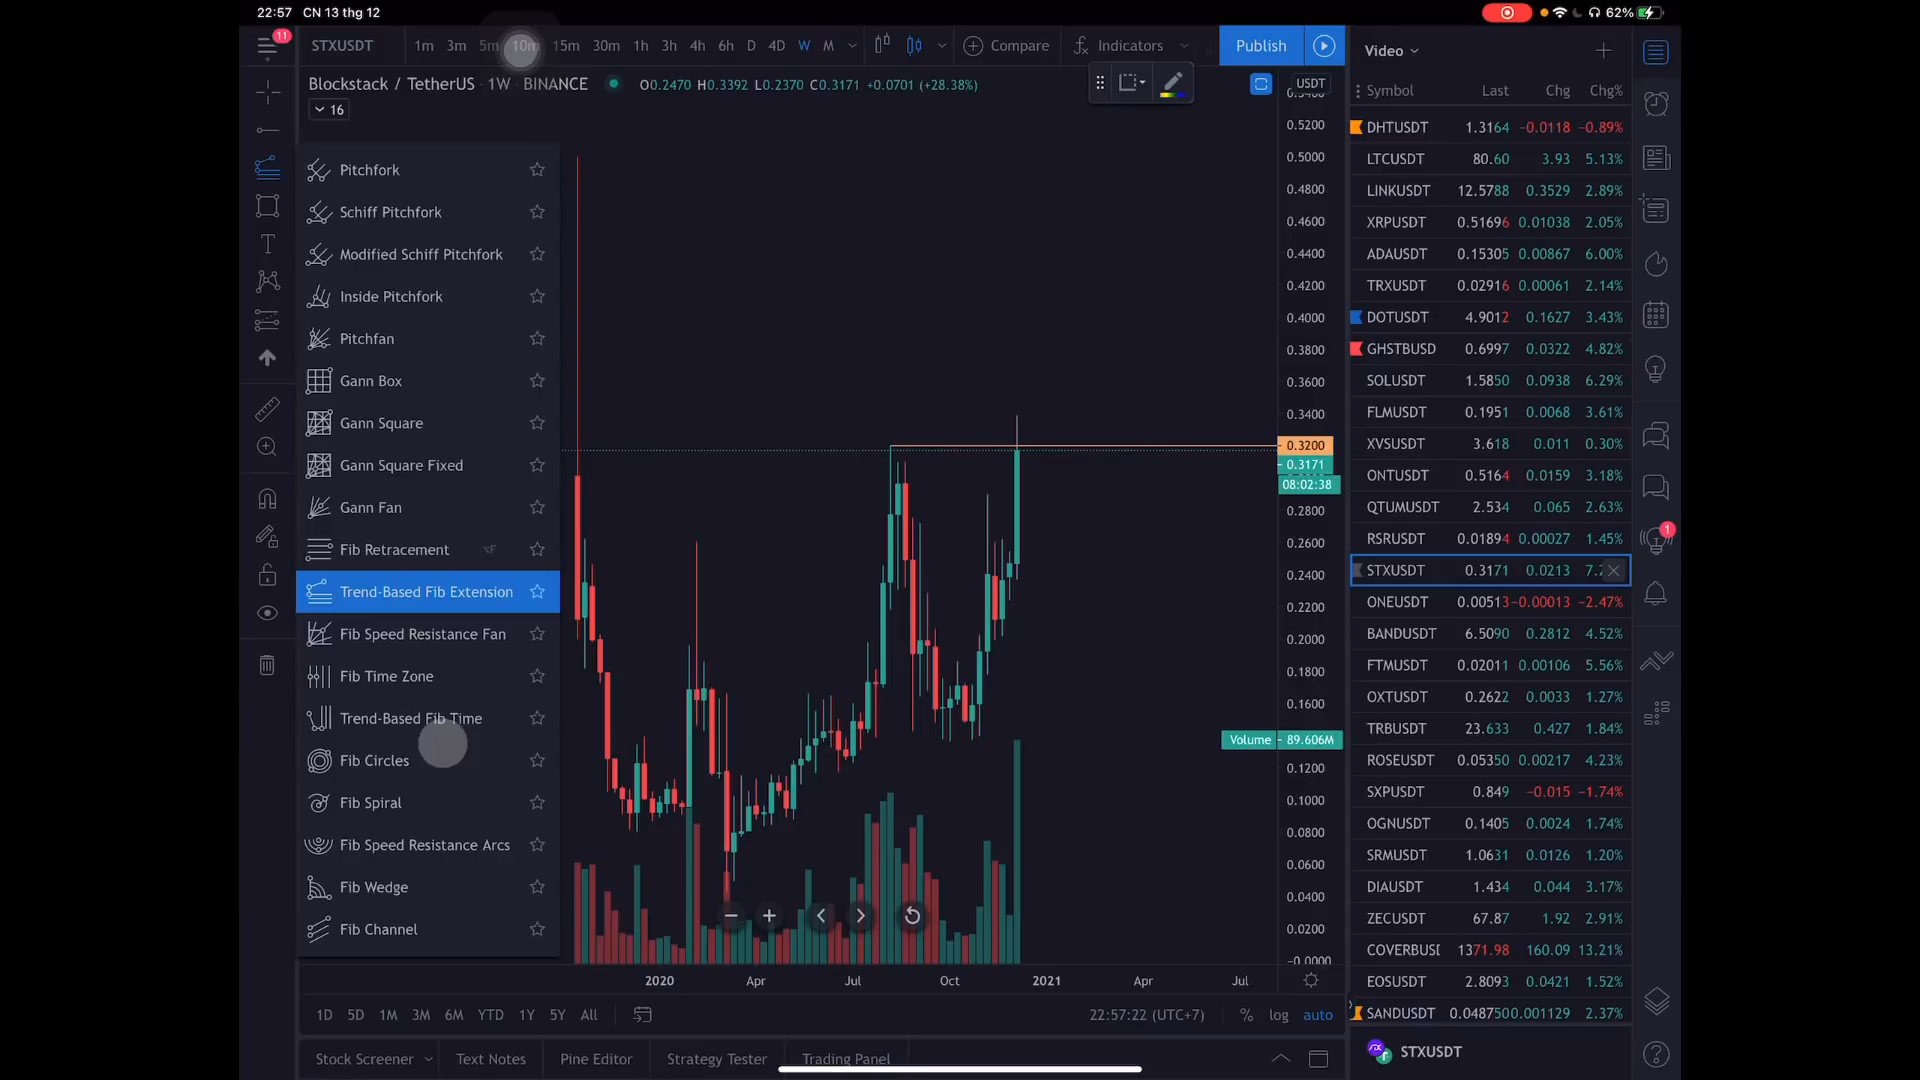 22:57 CN 13 thg 12
62%
11
STXUSDT 1m 3m 5m 10m 15m 30m 1h 3h 4h 6h D 4D W M Compare Indicators Publish
Blockstack / TetherUS · 1W · BINANCE O0.2470 H0.3392 L0.2370 C0.3171 +0.0701 (+28.38%)
16
USDT
Pitchfork
Schiff Pitchfork
Modified Schiff Pitchfork
Inside Pitchfork
Pitchfan
Gann Box
Gann Square
Gann Square Fixed
Gann Fan
Fib Retracement
Trend-Based Fib Extension
Fib Speed Resistance Fan
Fib Time Zone
Trend-Based Fib Time
Fib Circles
Fib Spiral
Fib Speed Resistance Arcs
Fib Wedge
Fib Channel
0.5200
0.5000
0.4800
0.4600
0.4400
0.4200
0.4000
0.3800
0.3600
0.3400
0.3200
0.3171
08:02:38
0.2800
0.2600
0.2400
0.2200
0.2000
0.1800
0.1600
Volume 89.606M
0.1200
0.1000
0.0800
0.0600
0.0400
0.0200
−0.0000
2020 Apr Jul Oct 2021 Apr Jul
1D 5D 1M 3M 6M YTD 1Y 5Y All 22:57:22 (UTC+7) % log auto
Stock Screener Text Notes Pine Editor Strategy Tester Trading Panel
Video
Symbol Last Chg Chg%
DHTUSDT 1.3164 −0.0118 −0.89%
LTCUSDT 80.60 3.93 5.13%
LINKUSDT 12.5788 0.3529 2.89%
XRPUSDT 0.51696 0.01038 2.05%
ADAUSDT 0.15305 0.00867 6.00%
TRXUSDT 0.02916 0.00061 2.14%
DOTUSDT 4.9012 0.1627 3.43%
GHSTBUSD 0.6997 0.0322 4.82%
SOLUSDT 1.5850 0.0938 6.29%
FLMUSDT 0.1951 0.0068 3.61%
XVSUSDT 3.618 0.011 0.30%
ONTUSDT 0.5164 0.0159 3.18%
QTUMUSDT 2.534 0.065 2.63%
RSRUSDT 0.01894 0.00027 1.45%
STXUSDT 0.3171 0.0213
ONEUSDT 0.00513 −0.00013 −2.47%
BANDUSDT 6.5090 0.2812 4.52%
FTMUSDT 0.02011 0.00106 5.56%
OXTUSDT 0.2622 0.0033 1.27%
TRBUSDT 23.633 0.427 1.84%
ROSEUSDT 0.05350 0.00217 4.23%
SXPUSDT 0.849 −0.015 −1.74%
OGNUSDT 0.1405 0.0024 1.74%
SRMUSDT 1.0631 0.0126 1.20%
DIAUSDT 1.434 0.044 3.17%
ZECUSDT 67.87 1.92 2.91%
COVERBUSD 1371.98 160.09 13.21%
EOSUSDT 2.8093 0.0421 1.52%
SANDUSDT 0.048750 0.001129 2.37%
STXUSDT
1